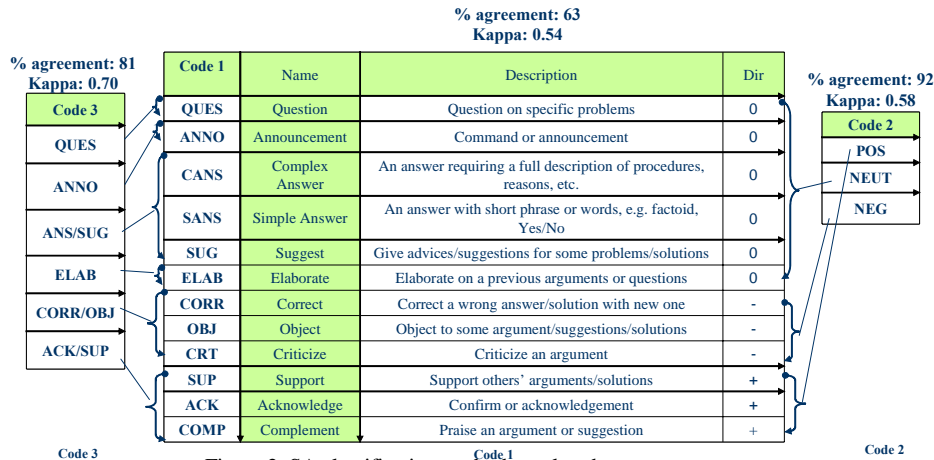 % agreement: 63
Kappa: 0.54
% agreement: 81
Kappa: 0.70
Code 3
QUES
ANNO
ANS/SUG
ELAB
CORR/OBJ
ACK/SUP
Code 1 Name Description Dir
QUES Question Question on specific problems 0
ANNO Announcement Command or announcement 0
CANS Complex Answer An answer requiring a full description of procedures, reasons, etc. 0
SANS Simple Answer An answer with short phrase or words, e.g. factoid, Yes/No 0
SUG Suggest Give advices/suggestions for some problems/solutions 0
ELAB Elaborate Elaborate on a previous arguments or questions 0
CORR Correct Correct a wrong answer/solution with new one -
OBJ Object Object to some argument/suggestions/solutions -
CRT Criticize Criticize an argument -
SUP Support Support others' arguments/solutions +
ACK Acknowledge Confirm or acknowledgement +
COMP Complement Praise an argument or suggestion +
% agreement: 92
Kappa: 0.58
Code 2
POS
NEUT
NEG
Code 3
Code 1
Code 2